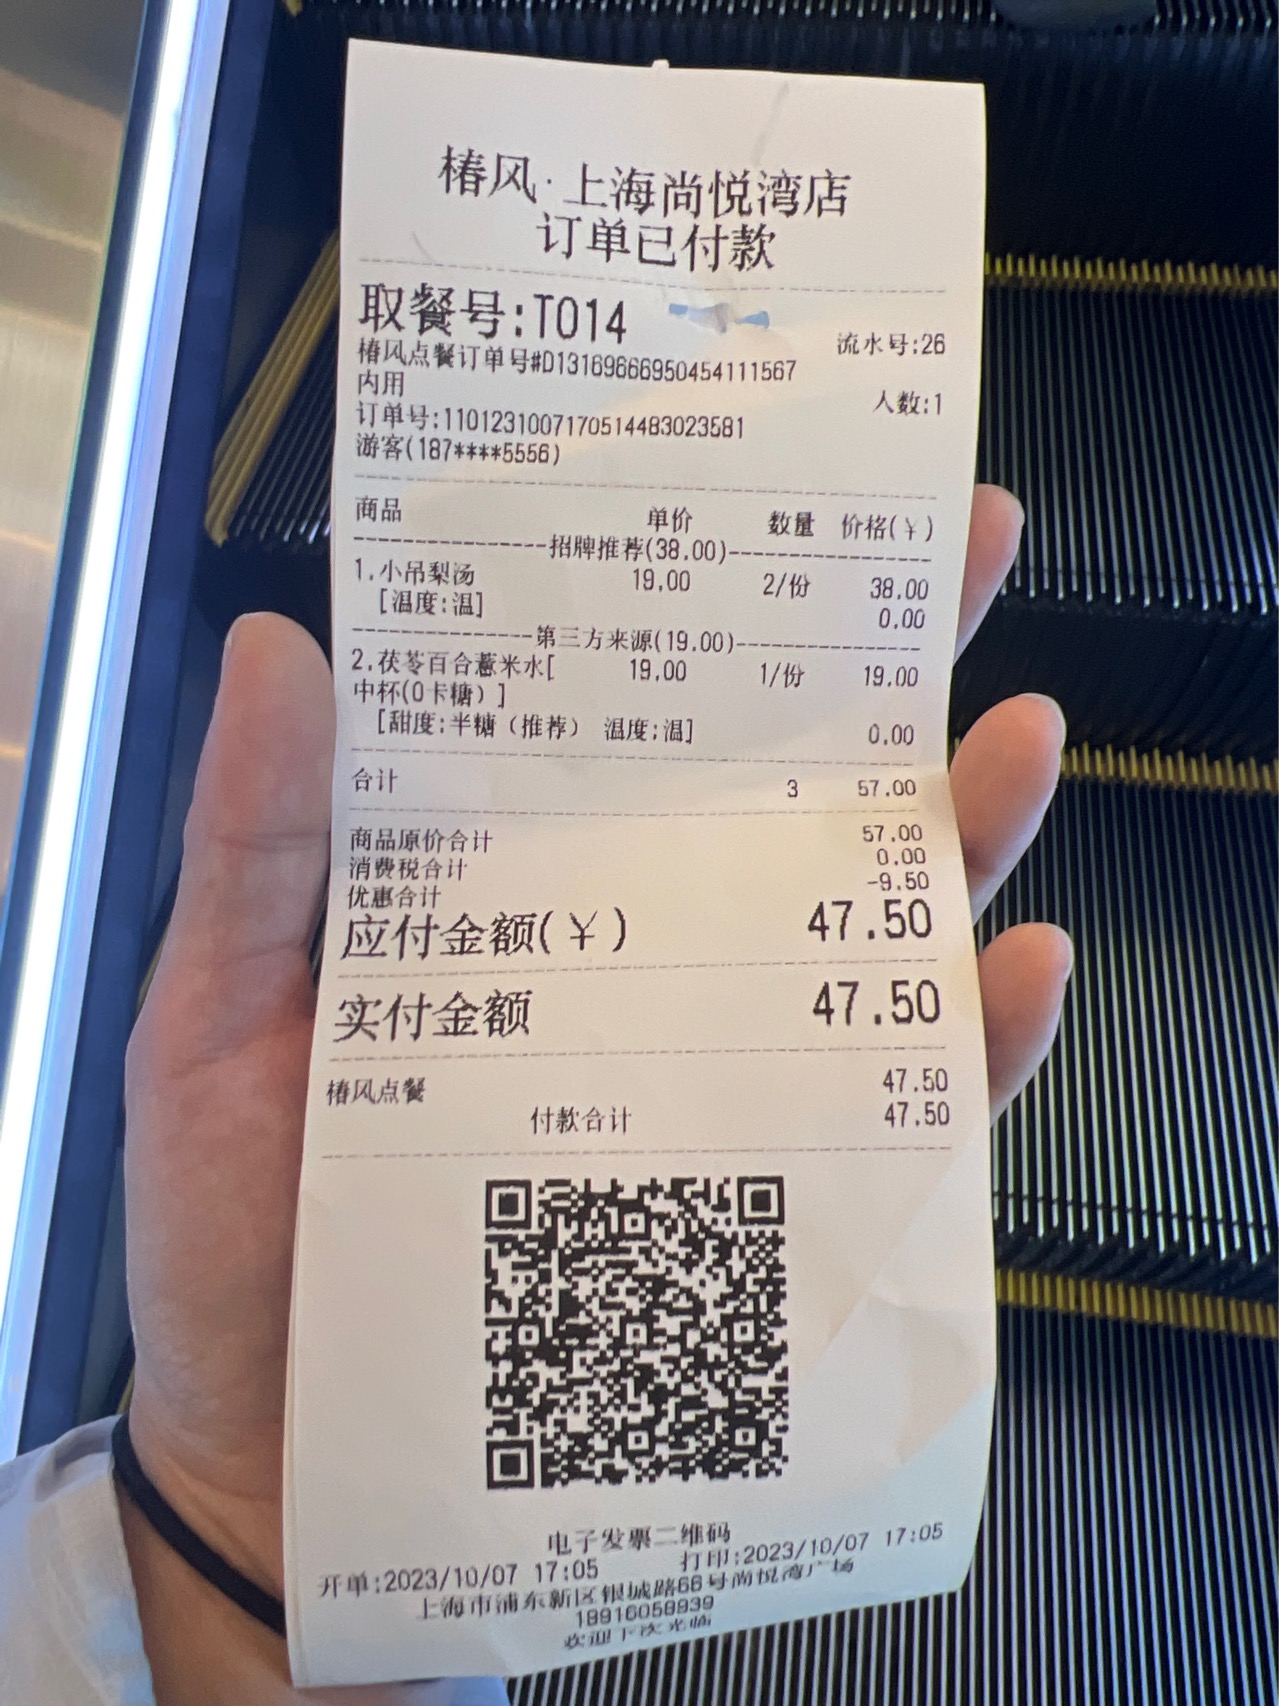 椿风·上海尚悦湾店
订单已付款
取餐号:T014
流水号:26
椿风点餐订单号#D13169866950454111567
内用
人数:1
订单号:1101231007170514483023581
游客(187****5556)
商品 单价 数量 价格(¥)
招牌推荐(38.00)
1.小吊梨汤 19.00 2/份 38.00
[温度:温] 0.00
第三方来源(19.00)
2.茯苓百合薏米水[ 19.00 1/份 19.00
中杯(0卡糖)]
[甜度:半糖(推荐) 温度:温] 0.00
合计 3 57.00
商品原价合计 57.00
消费税合计 0.00
优惠合计 -9.50
应付金额(¥) 47.50
实付金额 47.50
椿风点餐 47.50
付款合计 47.50
电子发票二维码
开单:2023/10/07 17:05 打印:2023/10/07 17:05
上海市浦东新区银城路66号尚悦湾广场
18916058939
欢迎下次光临